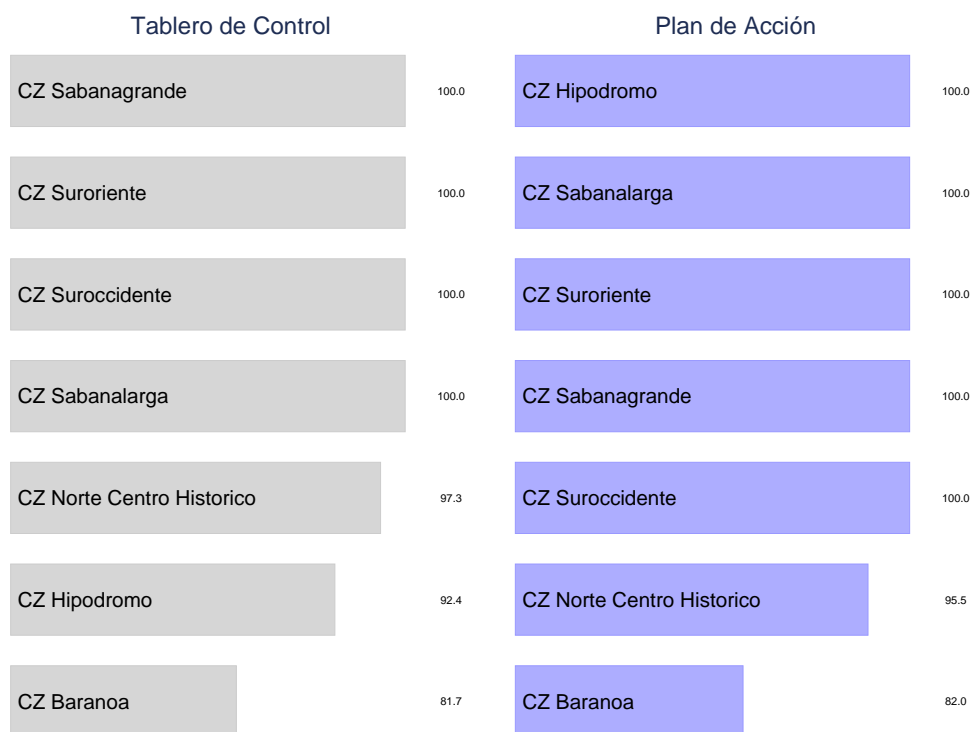 Tablero de Control
CZ Sabanagrande 100.0
CZ Suroriente 100.0
CZ Suroccidente 100.0
CZ Sabanalarga 100.0
CZ Norte Centro Historico 97.3
CZ Hipodromo 92.4
CZ Baranoa 81.7
Plan de Acción
CZ Hipodromo 100.0
CZ Sabanalarga 100.0
CZ Suroriente 100.0
CZ Sabanagrande 100.0
CZ Suroccidente 100.0
CZ Norte Centro Historico 95.5
CZ Baranoa 82.0